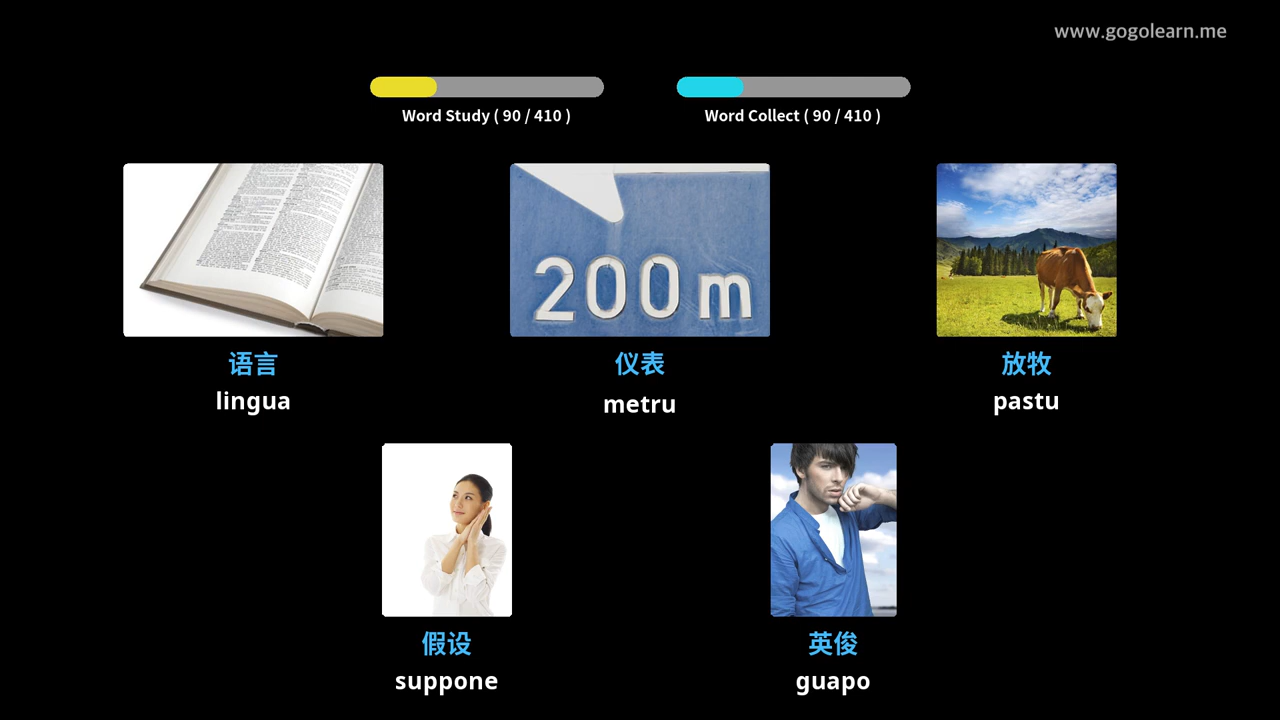 www.gogolearn.me
Word Study ( 90 / 410 )
Word Collect ( 90 / 410 )
200 m
语言
仪表
放牧
lingua
metru
pastu
假设
英俊
suppone
guapo